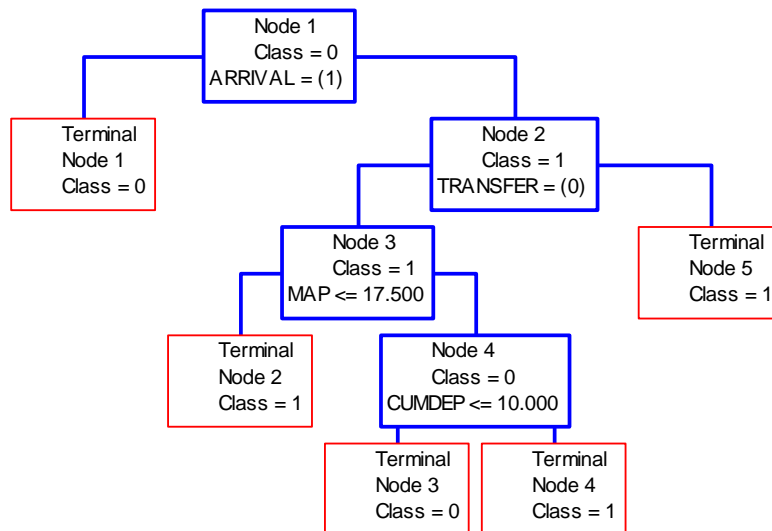 Node 1
Class = 0
ARRIVAL = (1)
Terminal
Node 1
Class = 0
Node 2
Class = 1
TRANSFER = (0)
Node 3
Class = 1
MAP <= 17.500
Terminal
Node 5
Class = 1
Terminal
Node 2
Class = 1
Node 4
Class = 0
CUMDEP <= 10.000
Terminal
Node 3
Class = 0
Terminal
Node 4
Class = 1